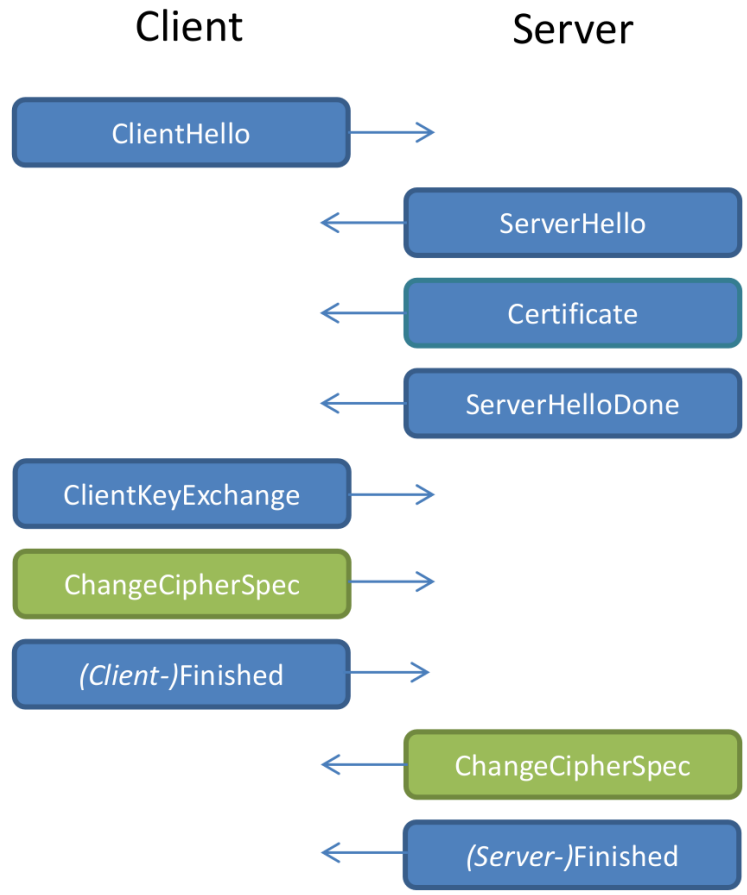 Client
Server
ClientHello
ServerHello
Certificate
ServerHelloDone
ClientKeyExchange
ChangeCipherSpec
(Client-)Finished
ChangeCipherSpec
(Server-)Finished